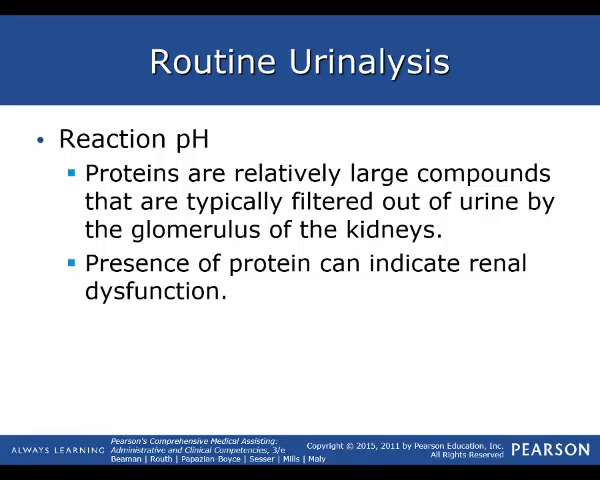 Routine Urinalysis
• Reaction pH
▪ Proteins are relatively large compounds
that are typically filtered out of urine by
the glomerulus of the kidneys.
▪ Presence of protein can indicate renal
dysfunction.
ALWAYS LEARNING
Pearson's Comprehensive Medical Assisting:
Administrative and Clinical Competencies, 3/e
Beaman | Routh | Papazian Boyce | Sesser | Mills | Maly
Copyright © 2015, 2011 by Pearson Education, Inc.
All Rights Reserved
PEARSON